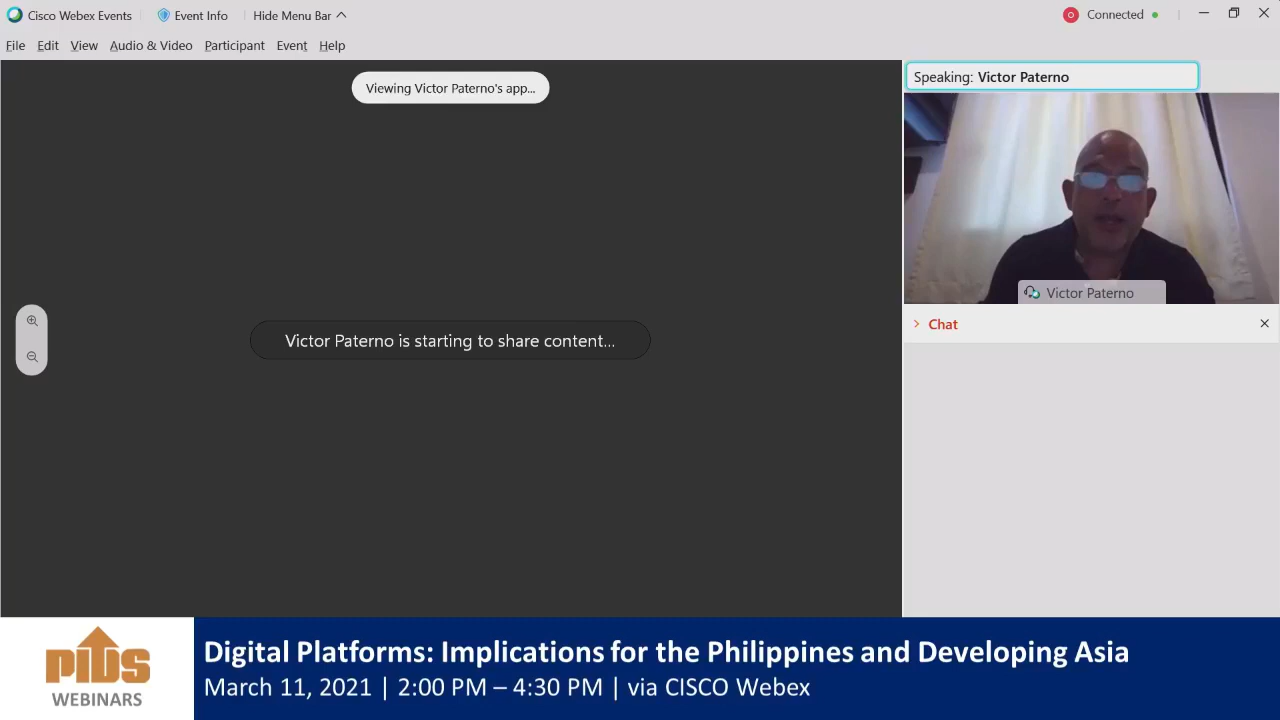 Cisco Webex Events
Event Info
Hide Menu Bar
Connected
File Edit View Audio & Video Participant Event Help
Viewing Victor Paterno's app...
Speaking: Victor Paterno
Victor Paterno
Chat
Victor Paterno is starting to share content...
pids
WEBINARS
Digital Platforms: Implications for the Philippines and Developing Asia
March 11, 2021 | 2:00 PM – 4:30 PM | via CISCO Webex